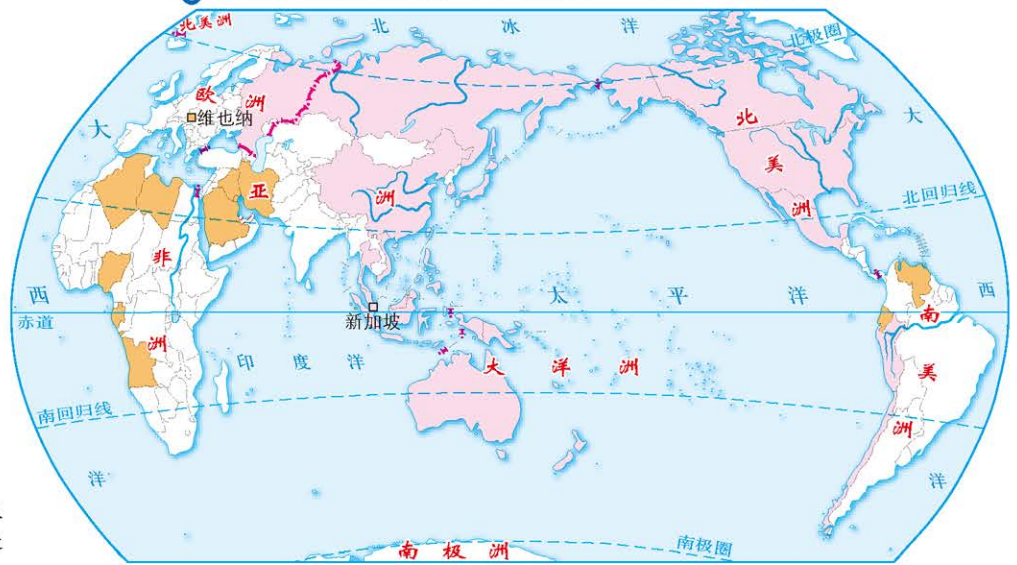 北美洲
北冰洋
北极圈
欧洲
维也纳
大
北
大
美
亚
洲
北回归线
洲
非
西
太平洋
西
赤道
新加坡
南
洲
印度洋
大洋洲
美
南回归线
洲
洋
洋
南极洲
南极圈